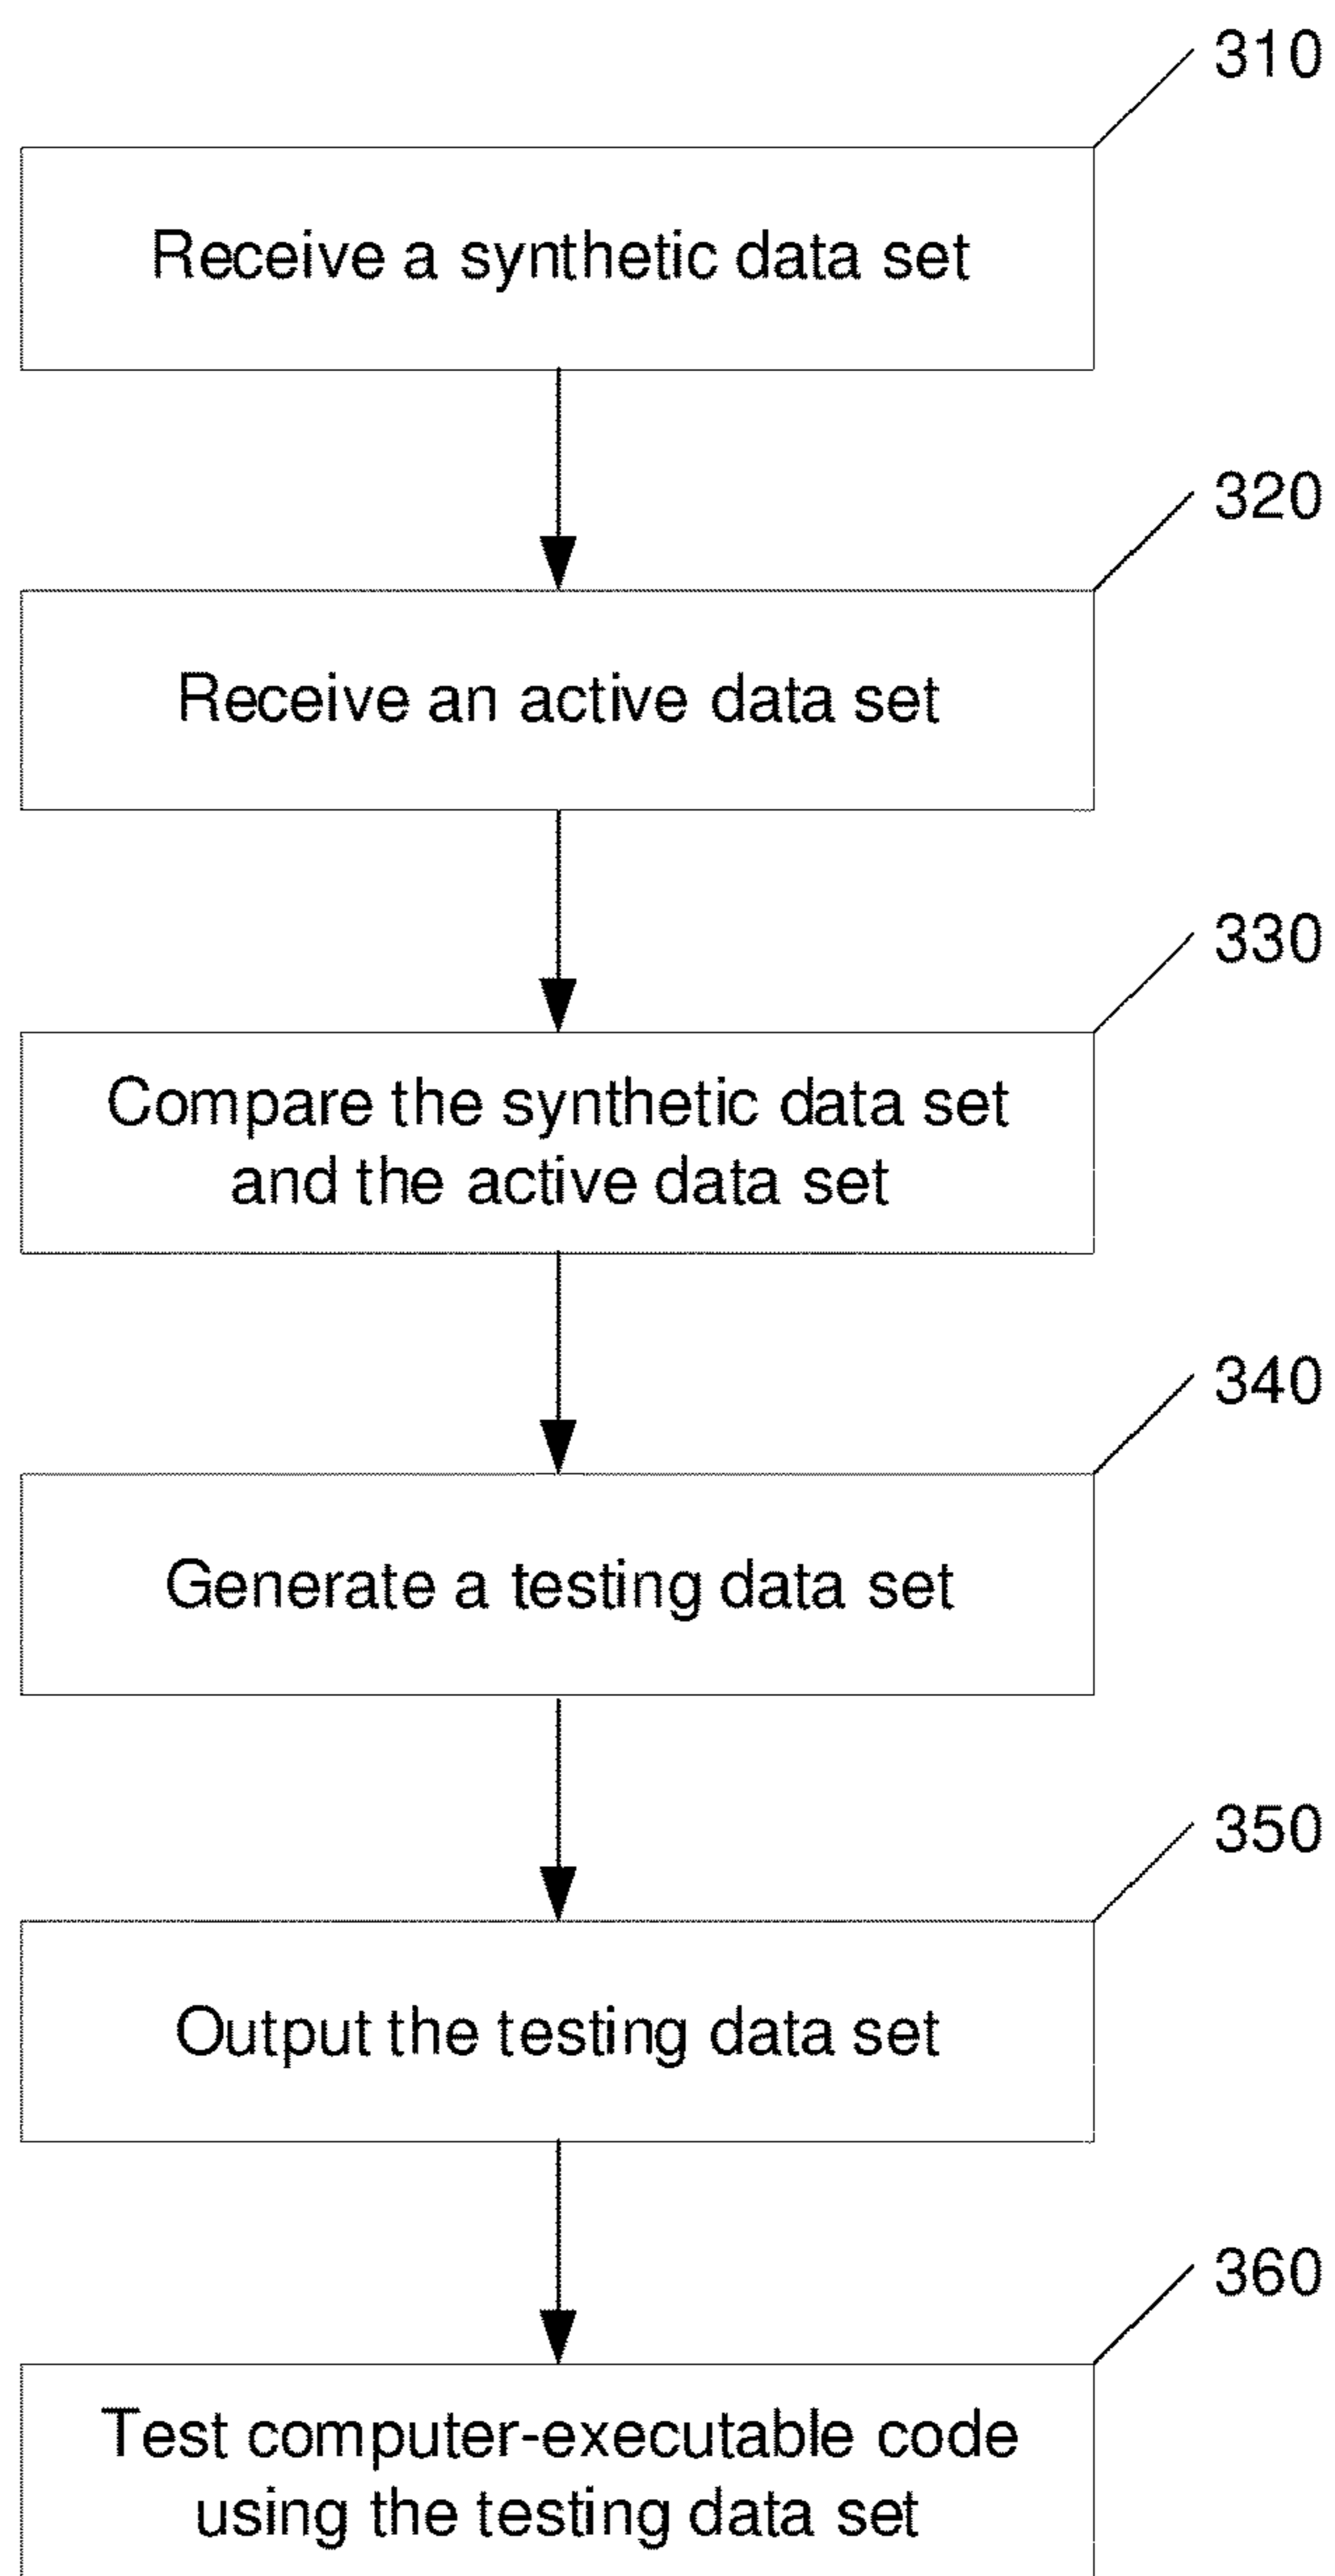 310
Receive a synthetic data set
320
Receive an active data set
330
Compare the synthetic data set
and the active data set
340
Generate a testing data set
350
Output the testing data set
360
Test computer-executable code
using the testing data set